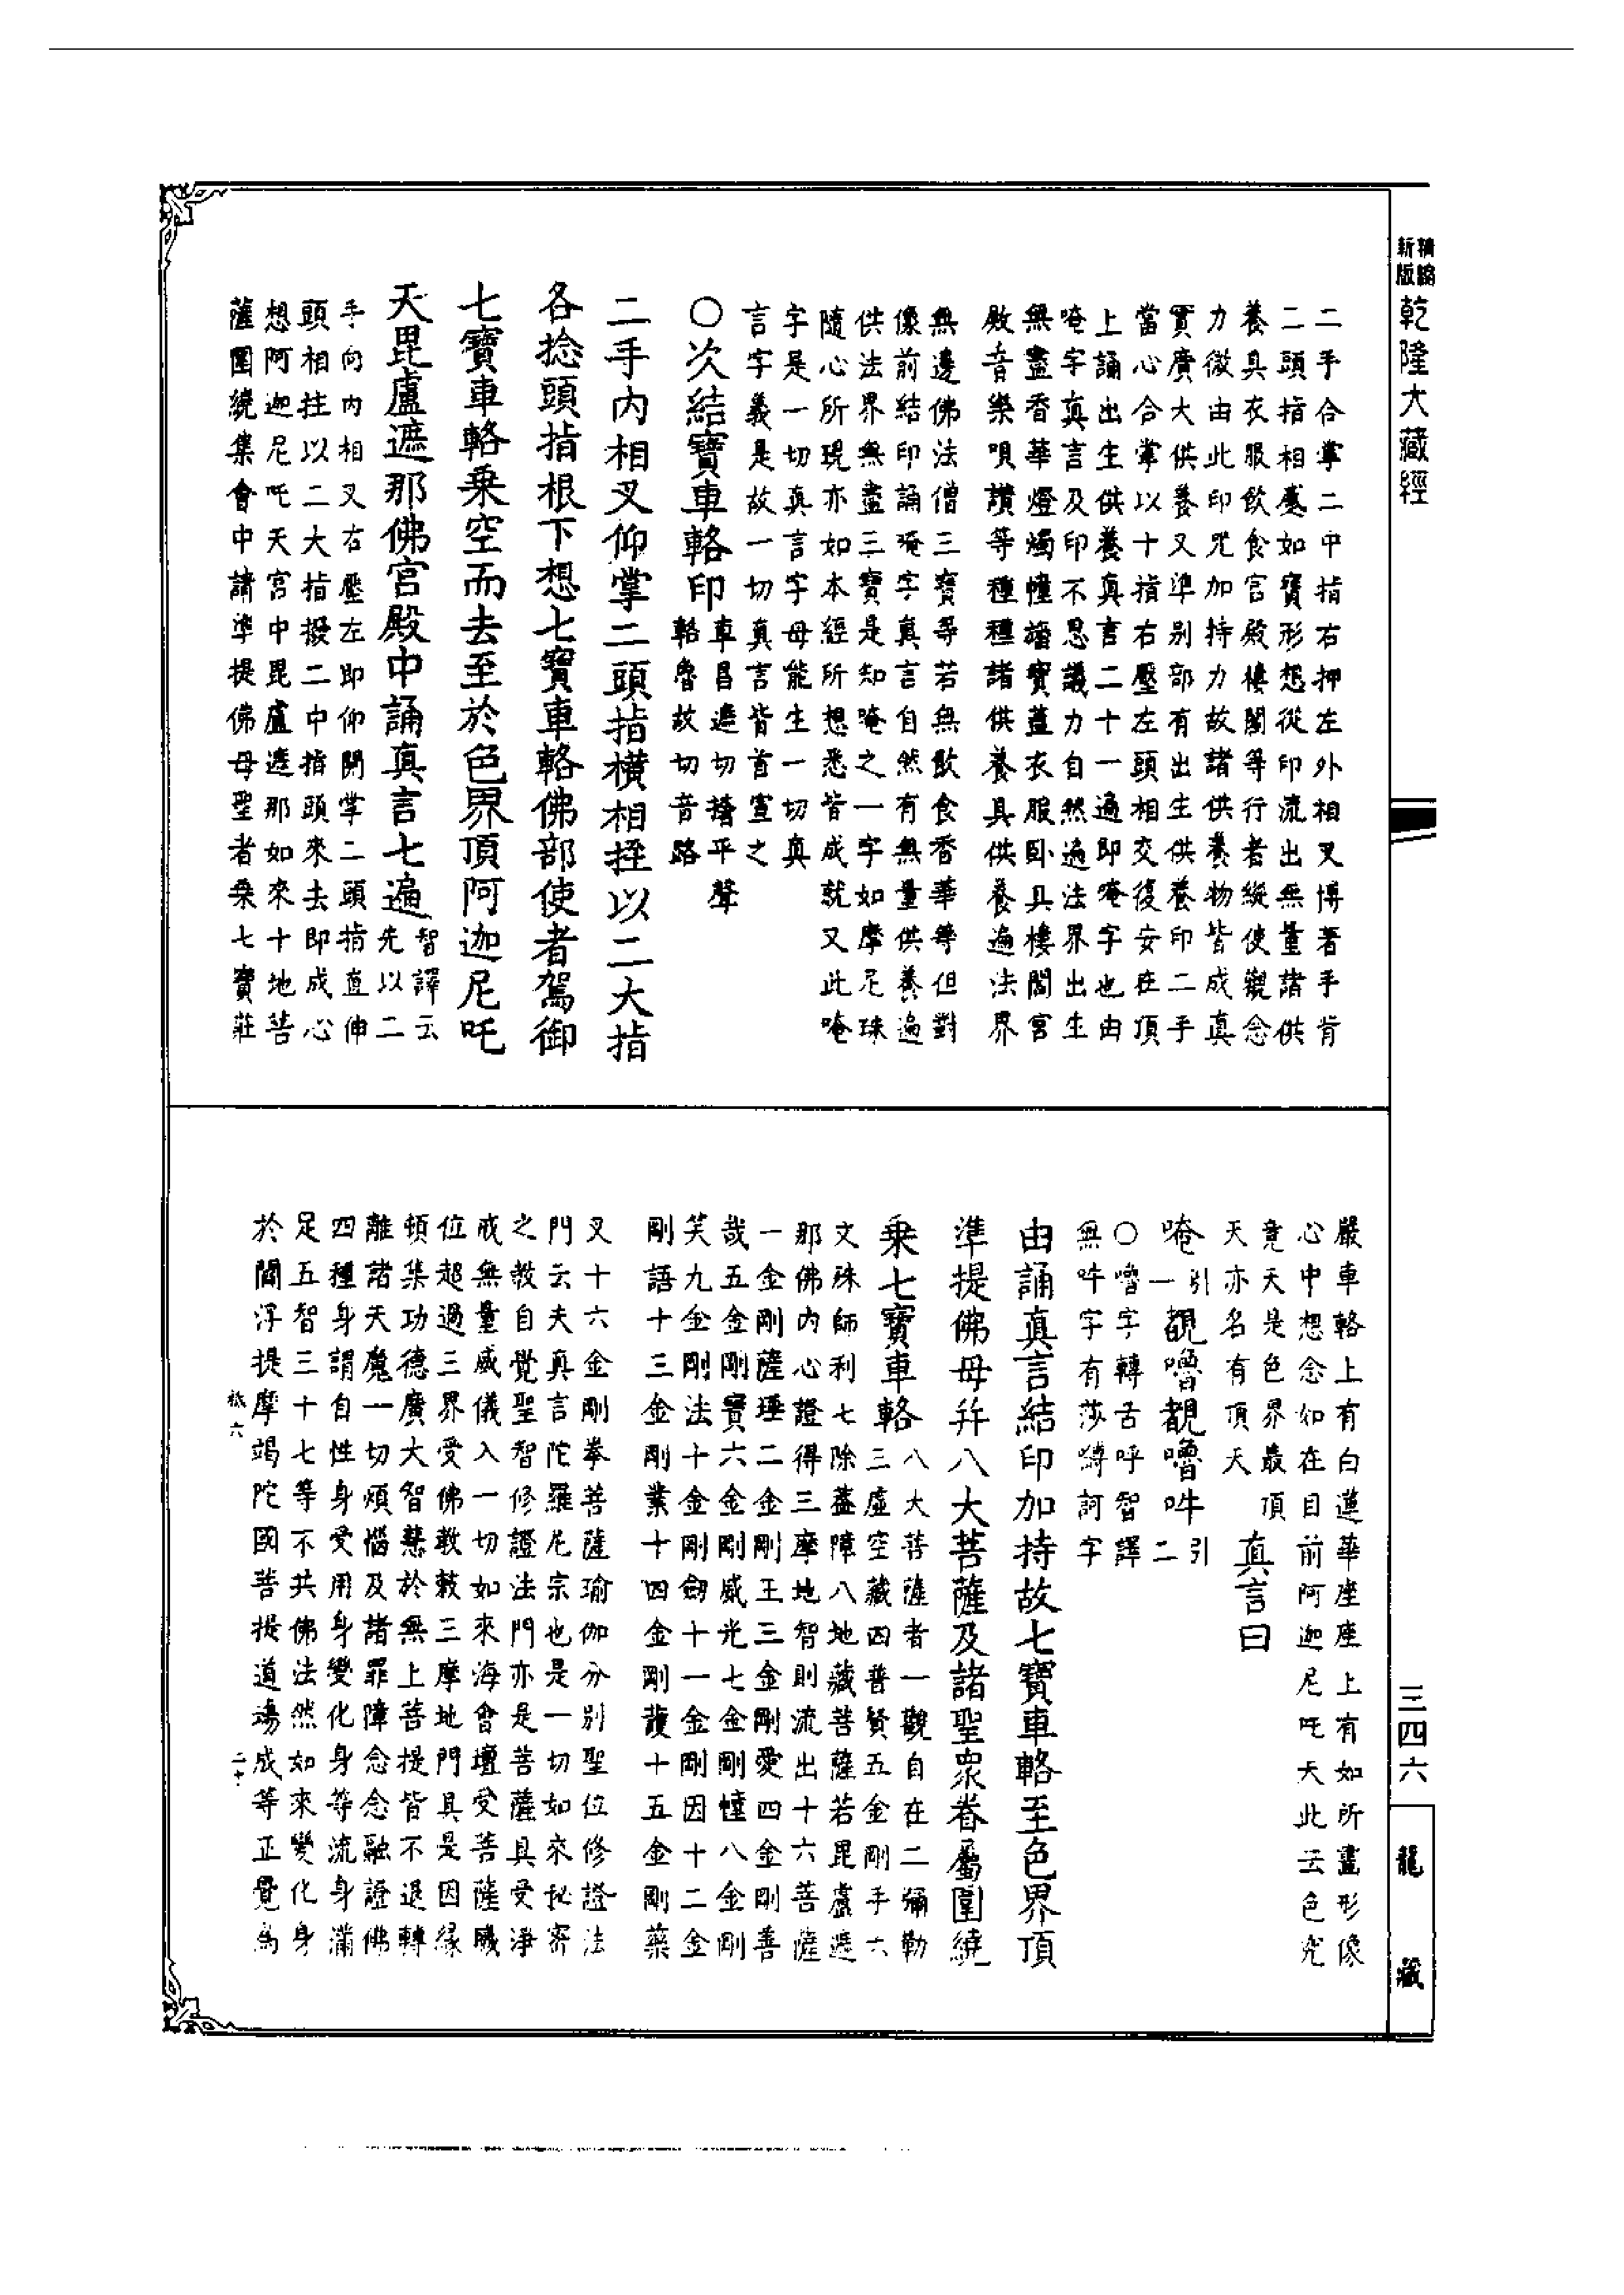 新版
精縮
乾隆大藏經
二手合掌二中指右押左外相叉博著手背
二頭指相蹙如寶形想從印流出無量諸供
養具衣服飲食宮殿樓閣等行者縱使觀念
力微由此印咒加持力故諸供養物皆成真
實廣大供養又準別部有出生供養印二手
當心合掌以十指右壓左頭相交復安在頂
上誦出生供養真言二十一遍即唵字也由
唵字真言及印不思議力自然遍法界出生
無盡香華燈燭幢旛寶蓋衣服卧具樓閣宮
殿音樂唄讚等種種諸供養具供養遍法界
無邊佛法僧三寶等若無飲食香華等但對
像前結印誦唵字真言自然有無量供養遍
供法界無盡三寶是知唵之一字如摩尼珠
隨心所現亦如本經所想悉皆成就又此唵
字是一切真言字母能生一切真
言字義是故一切真言皆首宣之
○次結寶車輅印車昌遮切搚平聲
輅魯故切音路
二手内相叉仰掌二頭指橫相拄以二大指
各捻頭指根下想七寶車輅佛部使者駕御
七寶車輅乘空而去至於色界頂阿迦尼吒
天毘盧遮那佛宮殿中誦真言七遍智譯云
先以二
手向内相叉右壓左即仰開掌二頭指直伸
頭相拄以二大指撥二中指頭來去即成心
想阿迦尼吒天宮中毘盧遮那如來十地菩
薩圍繞集會中請準提佛母聖者乘七寶莊
嚴車輅上有白蓮華座座上有如所畫形像
心中想念如在目前阿迦尼吒天此云色究
竟天是色界最頂
天亦名有頂天
真言曰
唵引一覩嚕覩嚕吽引二
○嚕字轉舌呼智譯
無吽字有莎嚩訶字
由誦真言結印加持故七寶車輅至色界頂
準提佛母并八大菩薩及諸聖眾眷屬圍繞
乘七寶車輅八大菩薩者一觀自在二彌勒
三虛空藏四普賢五金剛手六
文殊師利七除蓋障八地藏菩薩若毘盧遮
那佛内心證得三摩地智則流出十六菩薩
一金剛薩埵二金剛王三金剛愛四金剛善
哉五金剛寶六金剛威光七金剛幢八金剛
笑九金剛法十金剛劒十一金剛因十二金
剛語十三金剛業十四金剛護十五金剛藥
叉十六金剛拳菩薩瑜伽分別聖位修證法
門云夫真言陀羅尼宗也是一切如來秘密
之教自覺聖智修證法門亦是菩薩具受淨
戒無量威儀入一切如來海會壇受菩薩職
位超過三界受佛教敕三摩地門具是因緣
頓集功德廣大智慧於無上菩提皆不退轉
離諸天魔一切煩惱及諸罪障念念融證佛
四種身謂自性身受用身變化身等流身滿
足五智三十七等不共佛法然如來變化身
於閻浮提摩竭陀國菩提道場成等正覺為
三四六
龍
藏